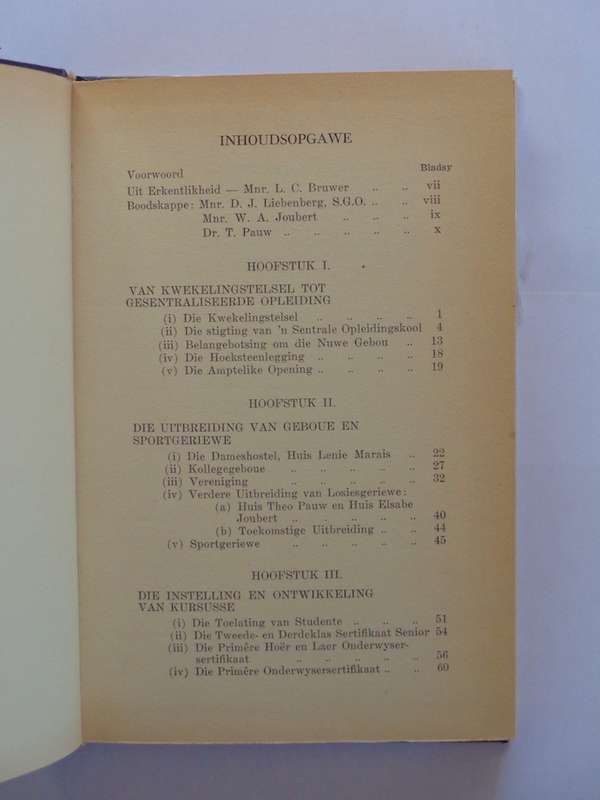 INHOUDSOPGAWE
Bladsy
Voorwoord
Uit Erkentlikheid — Mnr. L. C. Bruwer .. .. vii
Boodskappe: Mnr. D. J. Liebenberg, S.G.O. .. .. viii
Mnr. W. A. Joubert .. .. .. ix
Dr. T. Pauw .. .. .. .. .. x
HOOFSTUK I.
VAN KWEKELINGSTELSEL TOT
GESENTRALISEERDE OPLEIDING
(i) Die Kwekelingstelsel .. .. .. .. 1
(ii) Die stigting van 'n Sentrale Opleidingskool 4
(iii) Belangebotsing om die Nuwe Gebou .. 13
(iv) Die Hoeksteenlegging .. .. .. .. 18
(v) Die Amptelike Opening .. .. .. .. 19
HOOFSTUK II.
DIE UITBREIDING VAN GEBOUE EN
SPORTGERIEWE
(i) Die Dameshostel, Huis Lenie Marais .. 22
(ii) Kollegegeboue .. .. .. .. .. 27
(iii) Vereniging .. .. .. .. .. 32
(iv) Verdere Uitbreiding van Losiesgeriewe:
(a) Huis Theo Pauw en Huis Elsabe
Joubert .. .. .. .. .. 40
(b) Toekomstige Uitbreiding .. .. 44
(v) Sportgeriewe .. .. .. .. .. 45
HOOFSTUK III.
DIE INSTELLING EN ONTWIKKELING
VAN KURSUSSE
(i) Die Toelating van Studente .. .. .. 51
(ii) Die Tweede- en Derdeklas Sertifikaat Senior 54
(iii) Die Primêre Hoër en Laer Onderwyser-
sertifikaat .. .. .. .. .. 56
(iv) Die Primêre Onderwysersertifikaat .. .. 60